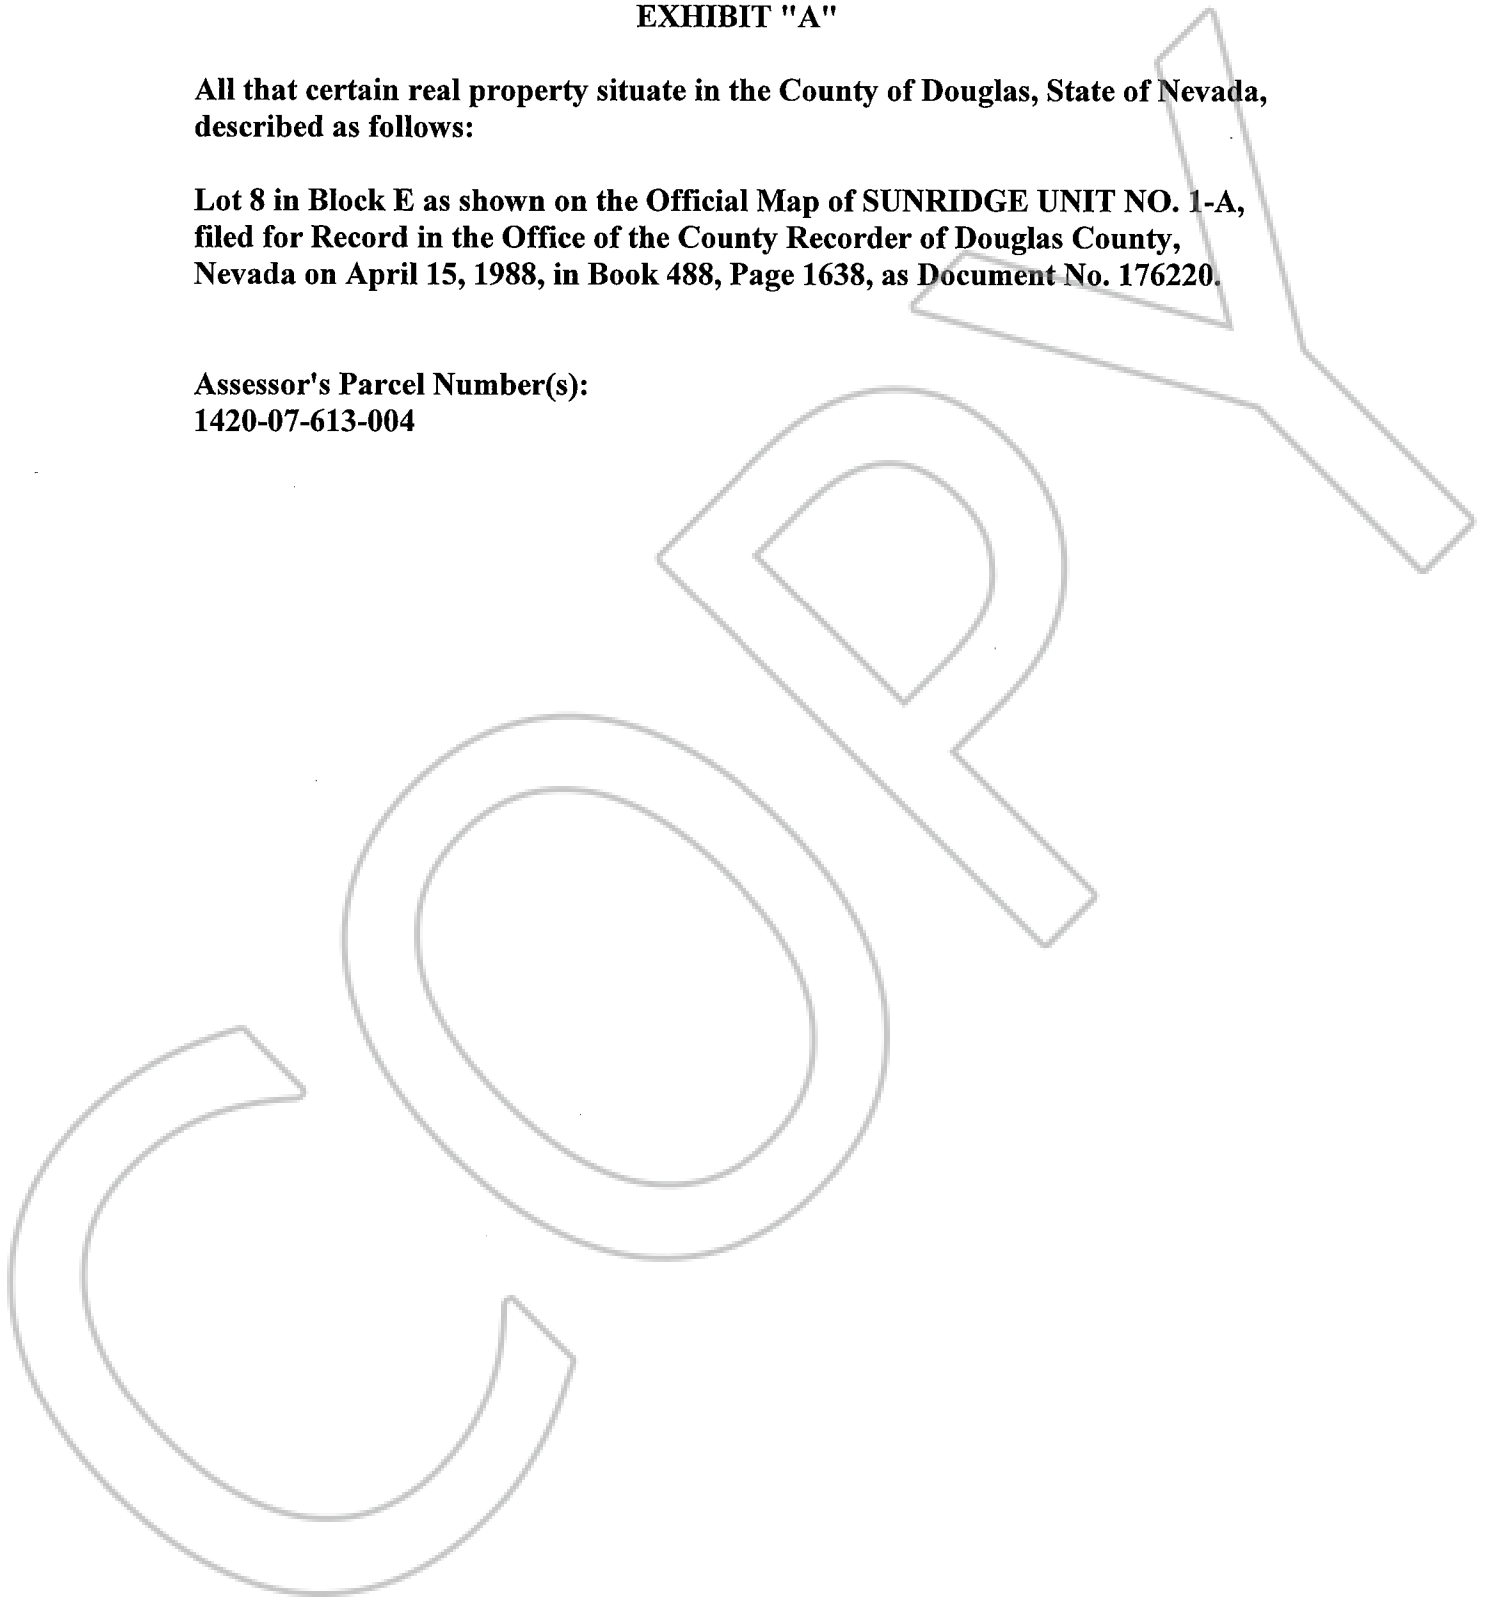 EXHIBIT "A"
All that certain real property situate in the County of Douglas, State of Nevada,
described as follows:
Lot 8 in Block E as shown on the Official Map of SUNRIDGE UNIT NO. 1-A,
filed for Record in the Office of the County Recorder of Douglas County,
Nevada on April 15, 1988, in Book 488, Page 1638, as Document No. 176220.
Assessor's Parcel Number(s):
1420-07-613-004
COPY